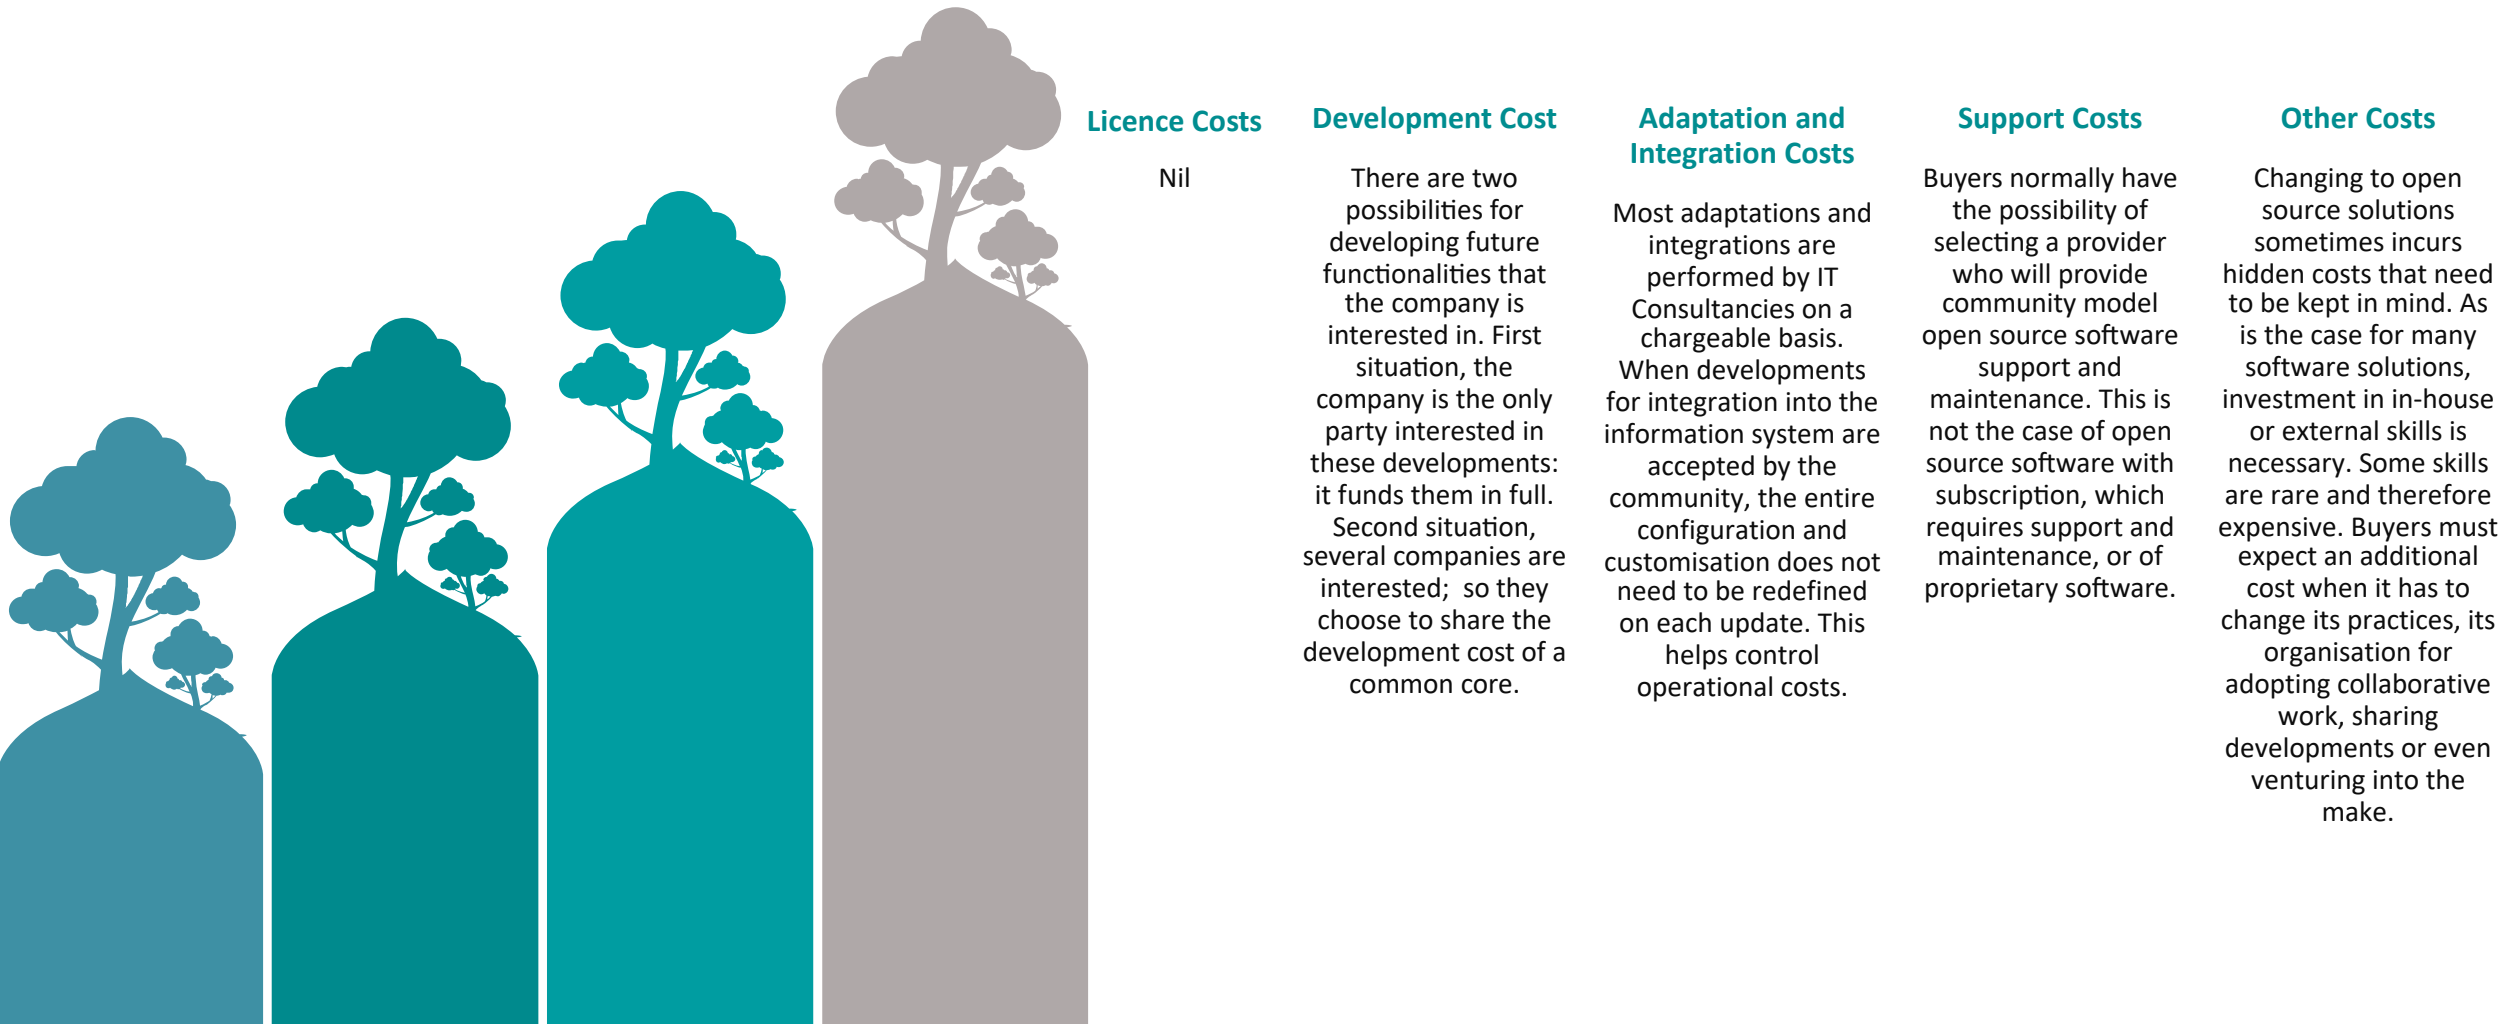 Licence Costs
Nil
Development Cost
There are two
possibilities for
developing future
functionalities that
the company is
interested in. First
situation, the
company is the only
party interested in
these developments:
it funds them in full.
Second situation,
several companies are
interested;  so they
choose to share the
development cost of a
common core.
Adaptation and
Integration Costs
Most adaptations and
integrations are
performed by IT
Consultancies on a
chargeable basis.
When developments
for integration into the
information system are
accepted by the
community, the entire
configuration and
customisation does not
need to be redefined
on each update. This
helps control
operational costs.
Support Costs
Buyers normally have
the possibility of
selecting a provider
who will provide
community model
open source software
support and
maintenance. This is
not the case of open
source software with
subscription, which
requires support and
maintenance, or of
proprietary software.
Other Costs
Changing to open
source solutions
sometimes incurs
hidden costs that need
to be kept in mind. As
is the case for many
software solutions,
investment in in-house
or external skills is
necessary. Some skills
are rare and therefore
expensive. Buyers must
expect an additional
cost when it has to
change its practices, its
organisation for
adopting collaborative
work, sharing
developments or even
venturing into the
make.